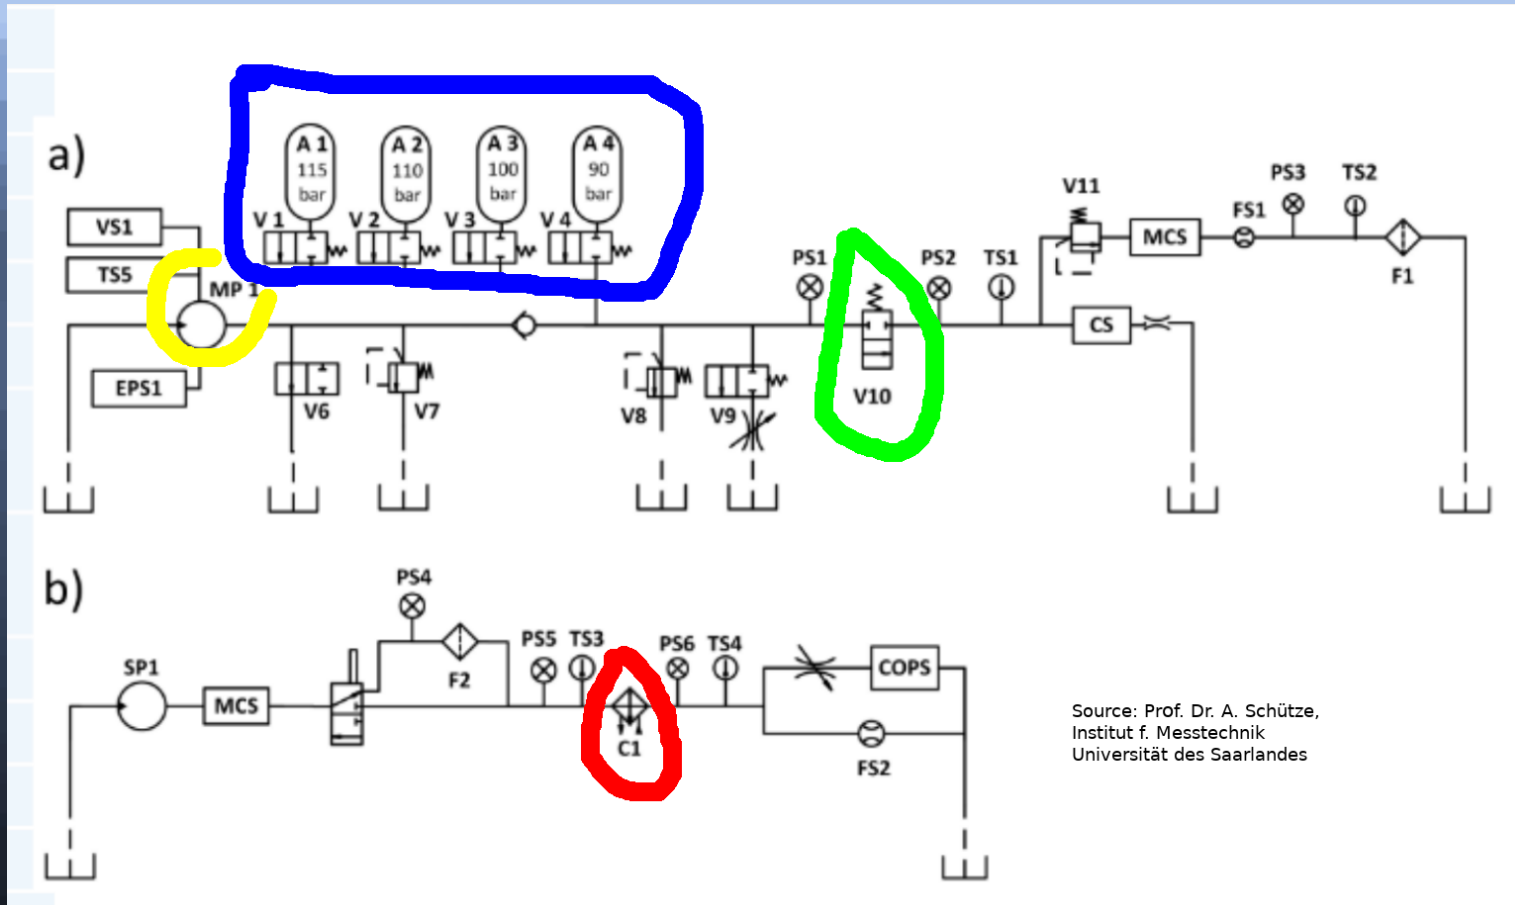 a)
A 1
115
bar
A 2
110
bar
A 3
100
bar
A 4
90
bar
V 1
V 2
V 3
V 4
VS1
TS5
MP 1
EPS1
V6
V7
V8
V9
PS1
V10
PS2
TS1
V11
MCS
FS1
PS3
TS2
F1
CS
b)
SP1
MCS
PS4
F2
PS5
TS3
C1
PS6
TS4
COPS
FS2
Source: Prof. Dr. A. Schütze,
Institut f. Messtechnik
Universität des Saarlandes